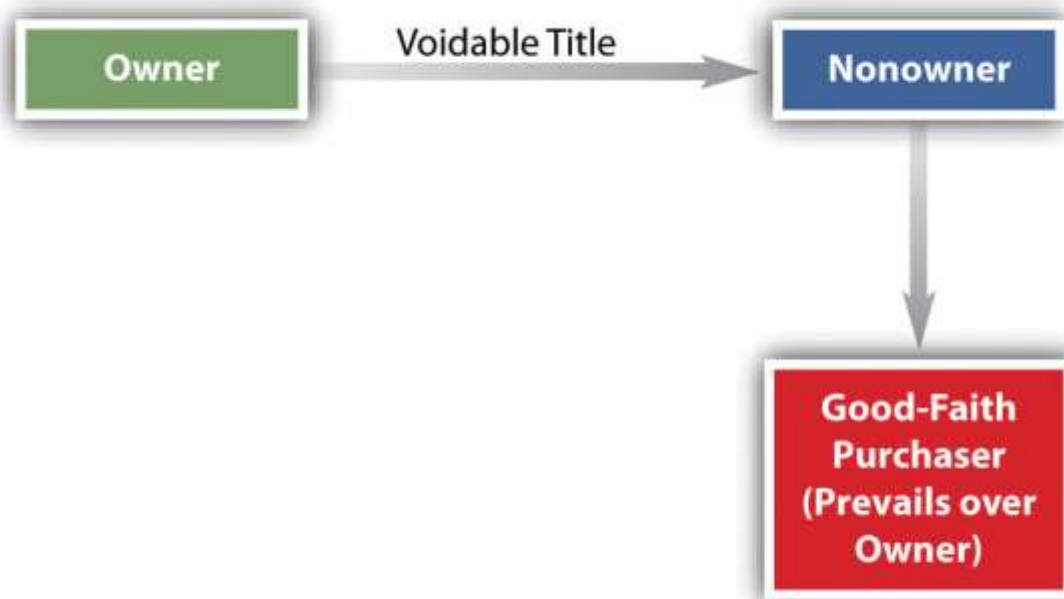 Owner
Voidable Title
Nonowner
Good-Faith
Purchaser
(Prevails over
Owner)